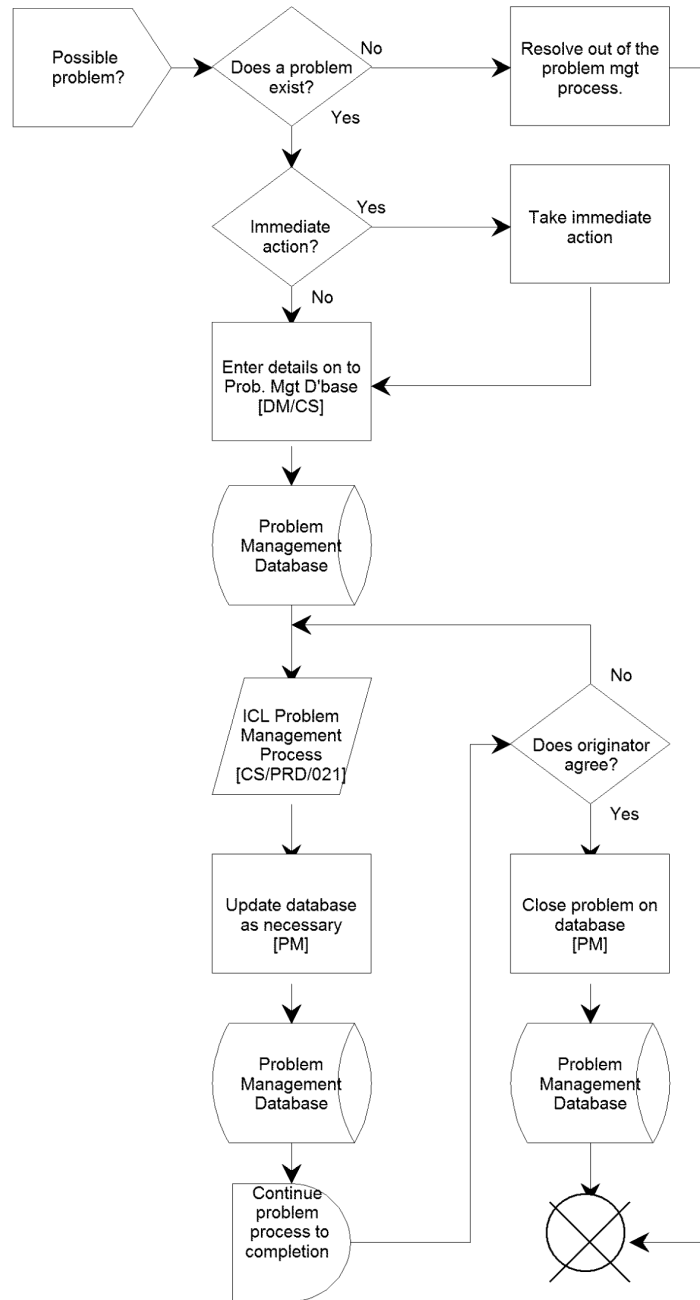 Possible
problem?
Does a problem
exist?
No
Resolve out of the
problem mgt
process.
Yes
Immediate
action?
Yes
Take immediate
action
No
Enter details on to
Prob. Mgt D'base
[DM/CS]
Problem
Management
Database
ICL Problem
Management
Process
[CS/PRD/021]
No
Does originator
agree?
Yes
Update database
as necessary
[PM]
Close problem on
database
[PM]
Problem
Management
Database
Problem
Management
Database
Continue
problem
process to
completion